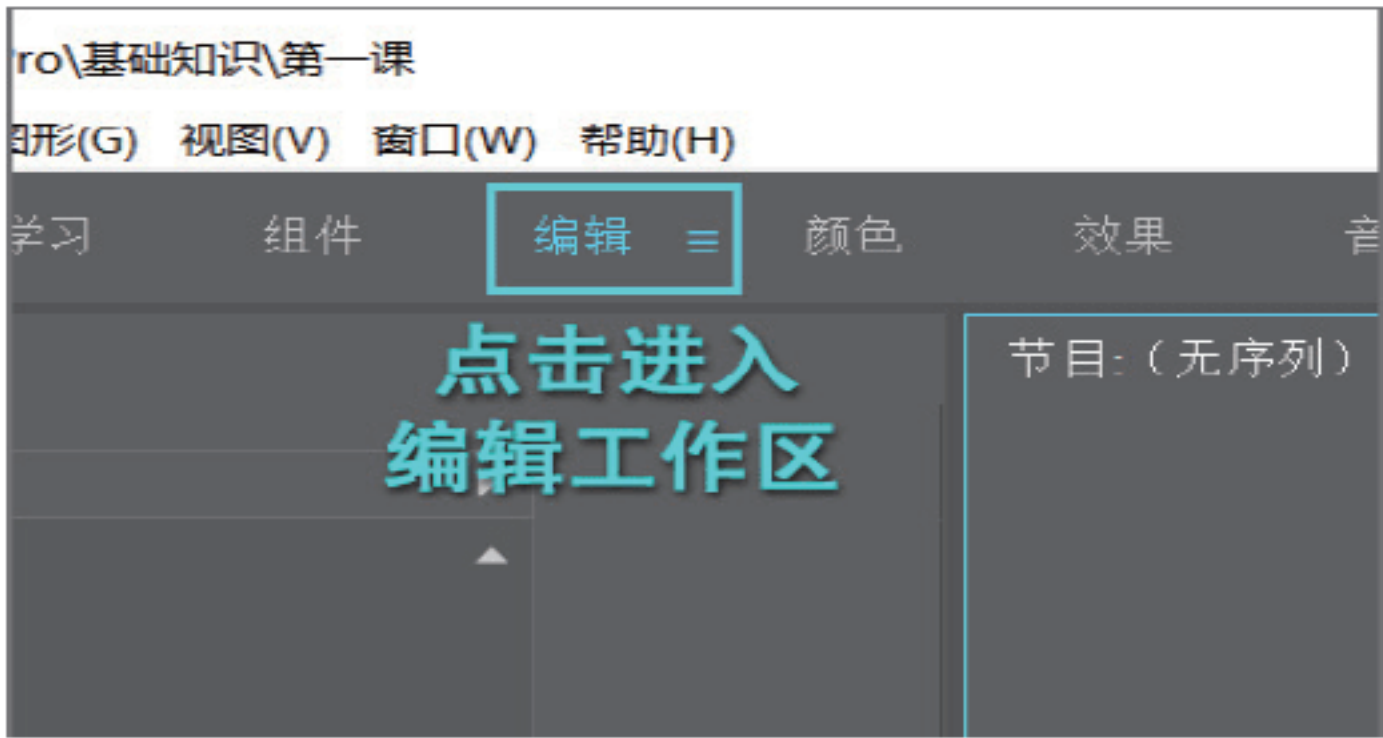 ro\基础知识\第一课
图形(G) 视图(V) 窗口(W) 帮助(H)
学习 组件 编辑 ≡ 颜色 效果 音
点击进入
编辑工作区
节目:（无序列）